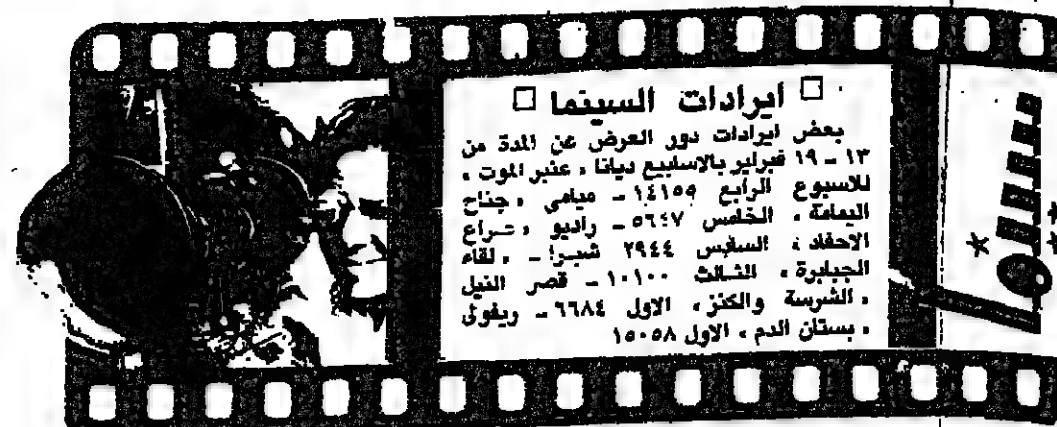 ايرادات السينما
بعض ايرادات دور العرض عن المدة من
١٣ - ١٩ فبراير بالاسابيع ديانا « عنبر الموت »
للاسبوع الرابع ١٤١٥٥ - ميامى « جناح
اليمامة » الخامس ٥٦٤٧ - راديو « صراع
الاحفاد » السادس ٢٩٤٤ شبرا - « لقاء
الجبابرة » الثالث ١٠١٠٠ - قصر النيل
« الشرسة والكنز » الاول ٦٦٨٤ - ريفولى
« بستان الدم » الاول ١٥٠٥٨